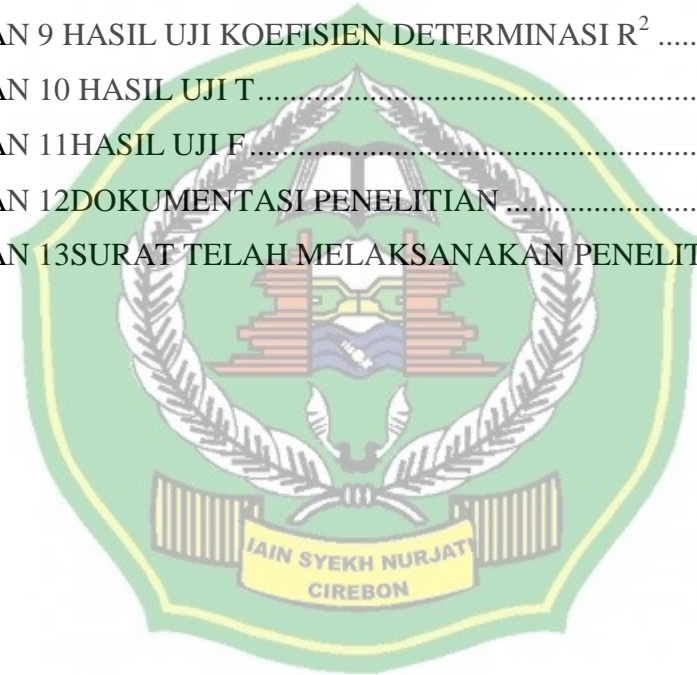 AN 9 HASIL UJI KOEFISIEN DETERMINASI R² .....
AN 10 HASIL UJI T..........................................................
AN 11HASIL UJI F...........................................................
AN 12DOKUMENTASI PENELITIAN ........................
AN 13SURAT TELAH MELAKSANAKAN PENELIT
IAIN SYEKH NURJATI
CIREBON